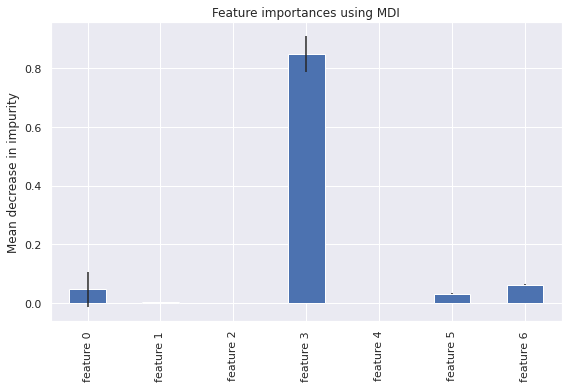 Feature importances using MDI
Mean decrease in impurity
0.8
0.6
0.4
0.2
0.0
feature 0
feature 1
feature 2
feature 3
feature 4
feature 5
feature 6